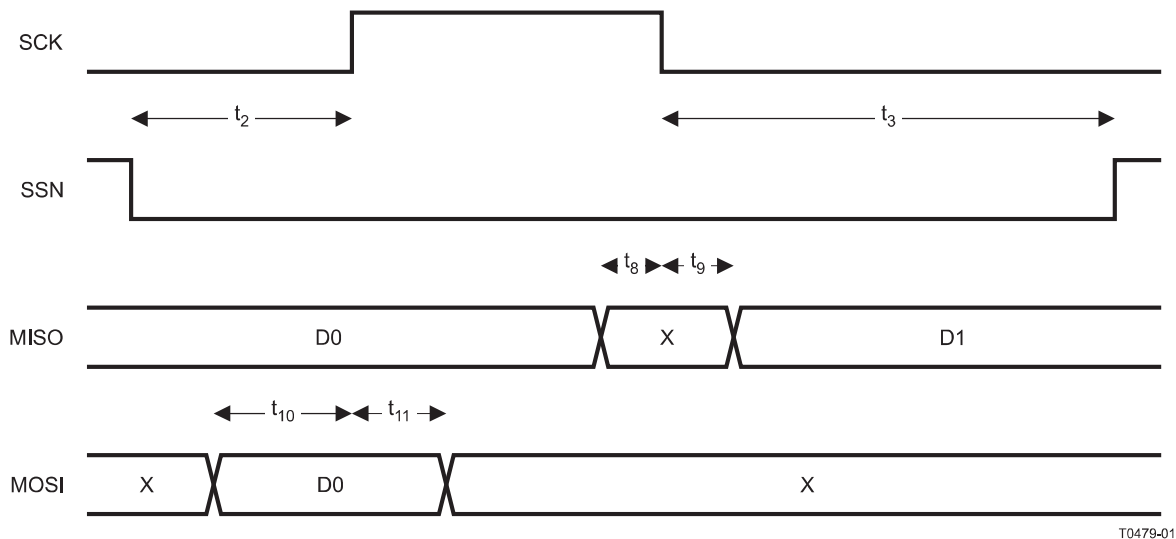 SCK
t2
t3
SSN
t8
t9
MISO
D0
X
D1
t10
t11
MOSI
X
D0
X
T0479-01